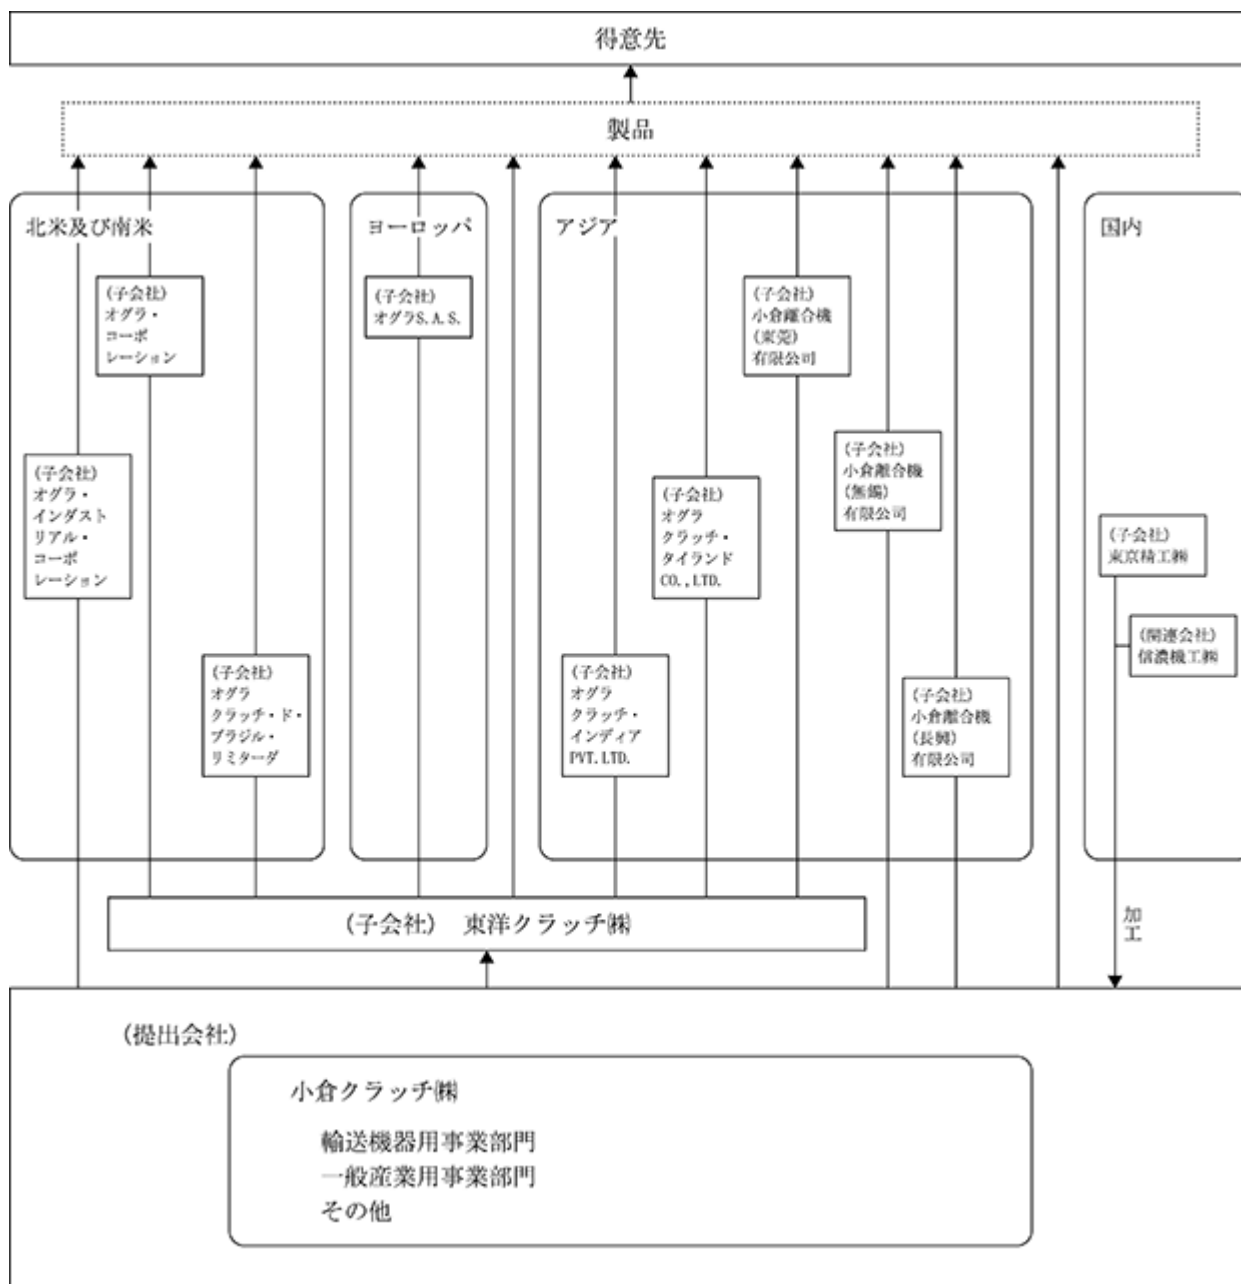 得意先
製品
北米及び南米
(子会社)
オグラ・
コーポ
レーション
(子会社)
オグラ・
インダスト
リアル・
コーポ
レーション
(子会社)
オグラ
クラッチ・ド・
ブラジル・
リミターダ
ヨーロッパ
(子会社)
オグラS.A.S.
アジア
(子会社)
小倉離合機
(東莞)
有限公司
(子会社)
小倉離合機
(無錫)
有限公司
(子会社)
オグラ
クラッチ・
タイランド
CO.,LTD.
(子会社)
オグラ
クラッチ・
インディア
PVT.LTD.
(子会社)
小倉離合機
(長興)
有限公司
国内
(子会社)
東京精工㈱
(関連会社)
信濃機工㈱
加工
(子会社) 東洋クラッチ㈱
(提出会社)
小倉クラッチ㈱
輸送機器用事業部門
一般産業用事業部門
その他